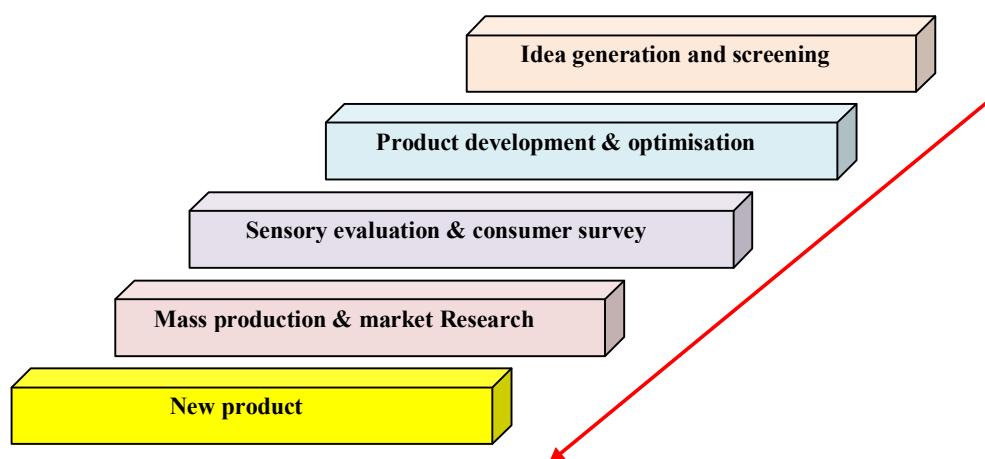 Idea generation and screening
Product development & optimisation
Sensory evaluation & consumer survey
Mass production & market Research
New product